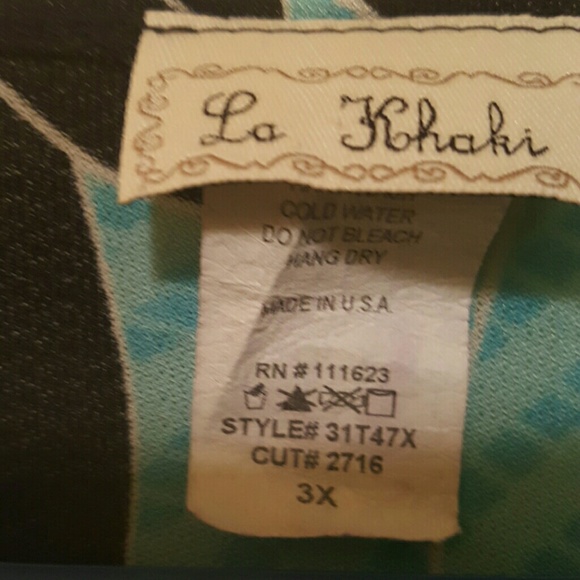 La Khaki
COLD WATER
DO NOT BLEACH
HANG DRY
MADE IN U.S.A.
RN # 111623
STYLE# 31T47X
CUT# 2716
3X